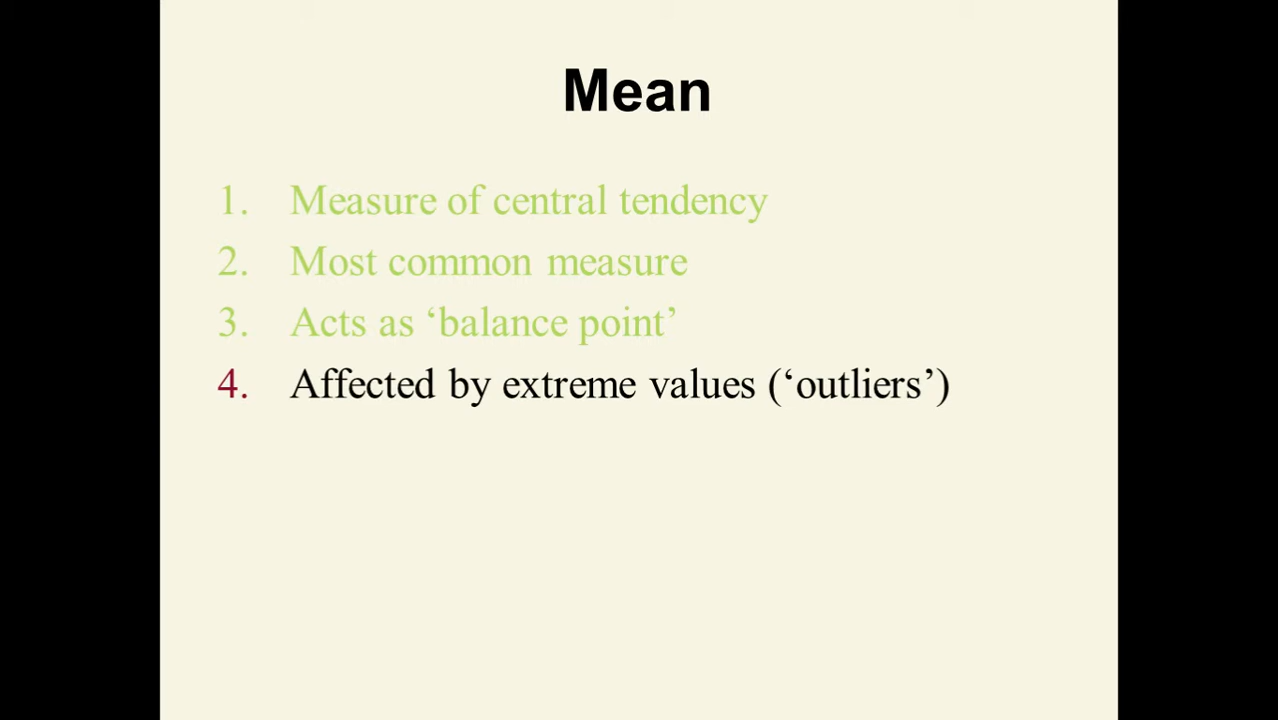 Mean
1. Measure of central tendency
2. Most common measure
3. Acts as ‘balance point’
4. Affected by extreme values (‘outliers’)